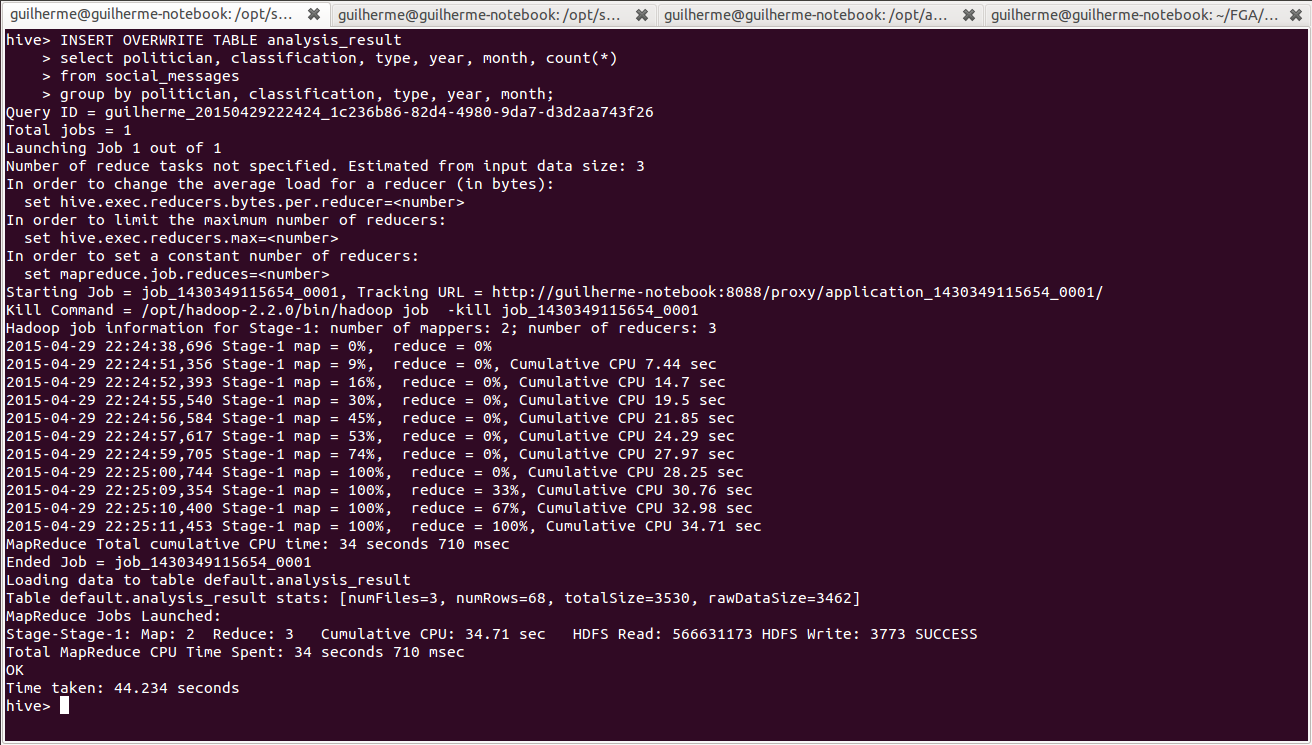 guilherme@guilherme-notebook: /opt/s... ✖ guilherme@guilherme-notebook: /opt/s... ✖ guilherme@guilherme-notebook: /opt/a... ✖ guilherme@guilherme-notebook: ~/FGA/... ✖
hive> INSERT OVERWRITE TABLE analysis_result
    > select politician, classification, type, year, month, count(*)
    > from social_messages
    > group by politician, classification, type, year, month;
Query ID = guilherme_20150429222424_1c236b86-82d4-4980-9da7-d3d2aa743f26
Total jobs = 1
Launching Job 1 out of 1
Number of reduce tasks not specified. Estimated from input data size: 3
In order to change the average load for a reducer (in bytes):
  set hive.exec.reducers.bytes.per.reducer=<number>
In order to limit the maximum number of reducers:
  set hive.exec.reducers.max=<number>
In order to set a constant number of reducers:
  set mapreduce.job.reduces=<number>
Starting Job = job_1430349115654_0001, Tracking URL = http://guilherme-notebook:8088/proxy/application_1430349115654_0001/
Kill Command = /opt/hadoop-2.2.0/bin/hadoop job  -kill job_1430349115654_0001
Hadoop job information for Stage-1: number of mappers: 2; number of reducers: 3
2015-04-29 22:24:38,696 Stage-1 map = 0%,  reduce = 0%
2015-04-29 22:24:51,356 Stage-1 map = 9%,  reduce = 0%, Cumulative CPU 7.44 sec
2015-04-29 22:24:52,393 Stage-1 map = 16%,  reduce = 0%, Cumulative CPU 14.7 sec
2015-04-29 22:24:55,540 Stage-1 map = 30%,  reduce = 0%, Cumulative CPU 19.5 sec
2015-04-29 22:24:56,584 Stage-1 map = 45%,  reduce = 0%, Cumulative CPU 21.85 sec
2015-04-29 22:24:57,617 Stage-1 map = 53%,  reduce = 0%, Cumulative CPU 24.29 sec
2015-04-29 22:24:59,705 Stage-1 map = 74%,  reduce = 0%, Cumulative CPU 27.97 sec
2015-04-29 22:25:00,744 Stage-1 map = 100%,  reduce = 0%, Cumulative CPU 28.25 sec
2015-04-29 22:25:09,354 Stage-1 map = 100%,  reduce = 33%, Cumulative CPU 30.76 sec
2015-04-29 22:25:10,400 Stage-1 map = 100%,  reduce = 67%, Cumulative CPU 32.98 sec
2015-04-29 22:25:11,453 Stage-1 map = 100%,  reduce = 100%, Cumulative CPU 34.71 sec
MapReduce Total cumulative CPU time: 34 seconds 710 msec
Ended Job = job_1430349115654_0001
Loading data to table default.analysis_result
Table default.analysis_result stats: [numFiles=3, numRows=68, totalSize=3530, rawDataSize=3462]
MapReduce Jobs Launched:
Stage-Stage-1: Map: 2  Reduce: 3   Cumulative CPU: 34.71 sec   HDFS Read: 566631173 HDFS Write: 3773 SUCCESS
Total MapReduce CPU Time Spent: 34 seconds 710 msec
OK
Time taken: 44.234 seconds
hive>